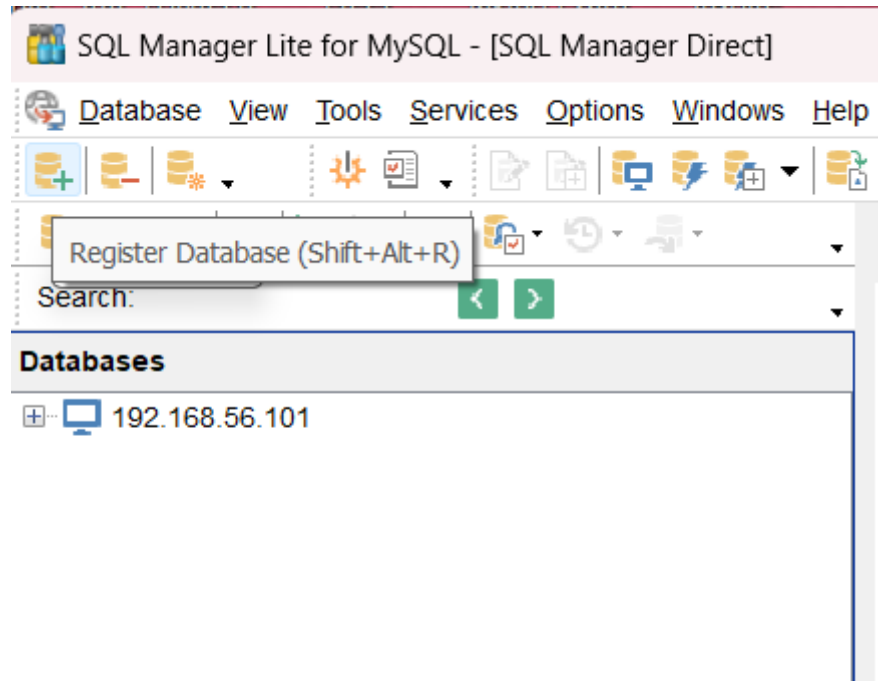 SQL Manager Lite for MySQL - [SQL Manager Direct]
Database View Tools Services Options Windows Help
Register Database (Shift+Alt+R)
Search:
Databases
192.168.56.101